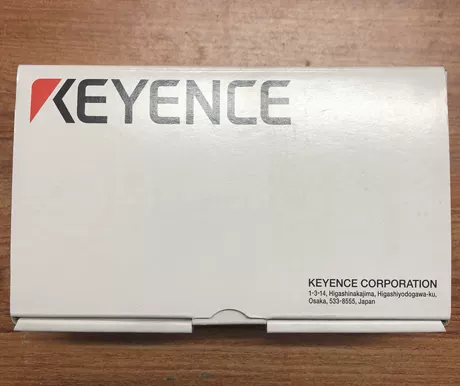 KEYENCE
KEYENCE CORPORATION
1-3-14, Higashinakajima, Higashiyodogawa-ku,
Osaka, 533-8555, Japan